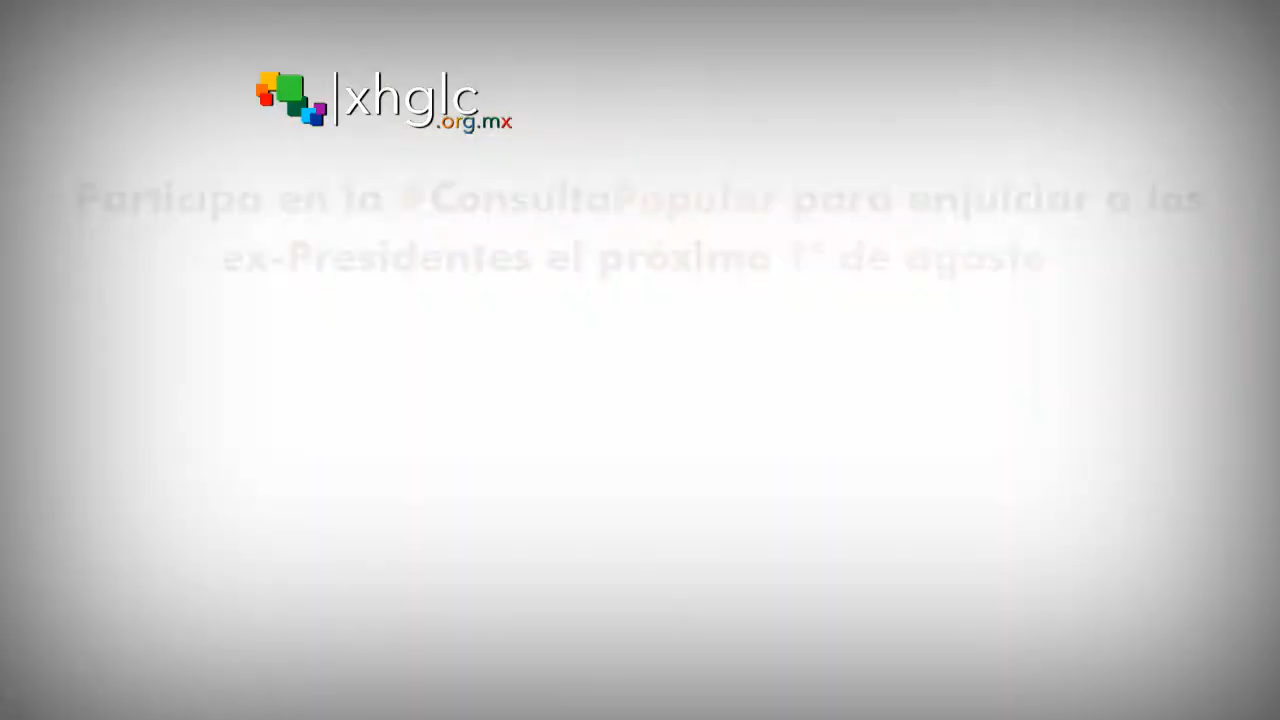 |xhglc
.org.mx
Participa en la #ConsultaPopular para enjuiciar a los
ex-Presidentes el próximo 1° de agosto